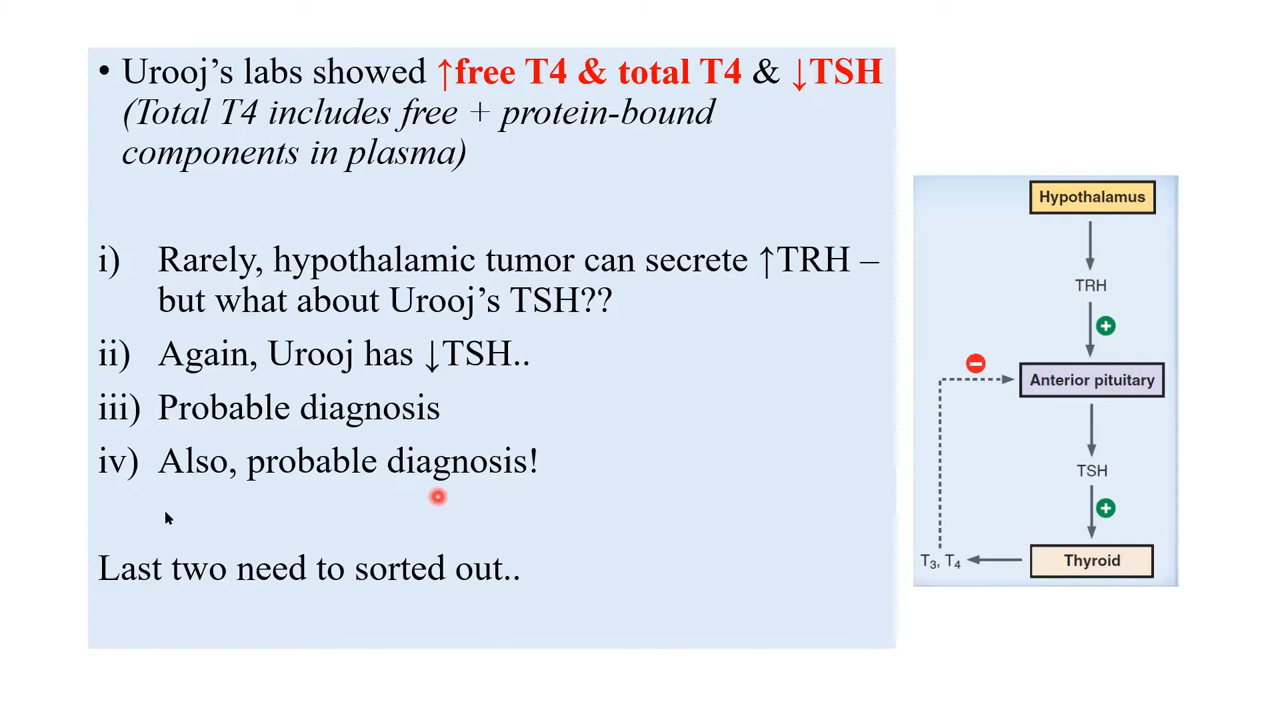 • Urooj's labs showed ↑free T4 & total T4 & ↓TSH
(Total T4 includes free + protein-bound
components in plasma)
i) Rarely, hypothalamic tumor can secrete ↑TRH –
but what about Urooj's TSH??
ii) Again, Urooj has ↓TSH..
iii) Probable diagnosis
iv) Also, probable diagnosis!
Last two need to sorted out..
Hypothalamus
TRH
+
−
Anterior pituitary
TSH
+
T₃, T₄
Thyroid